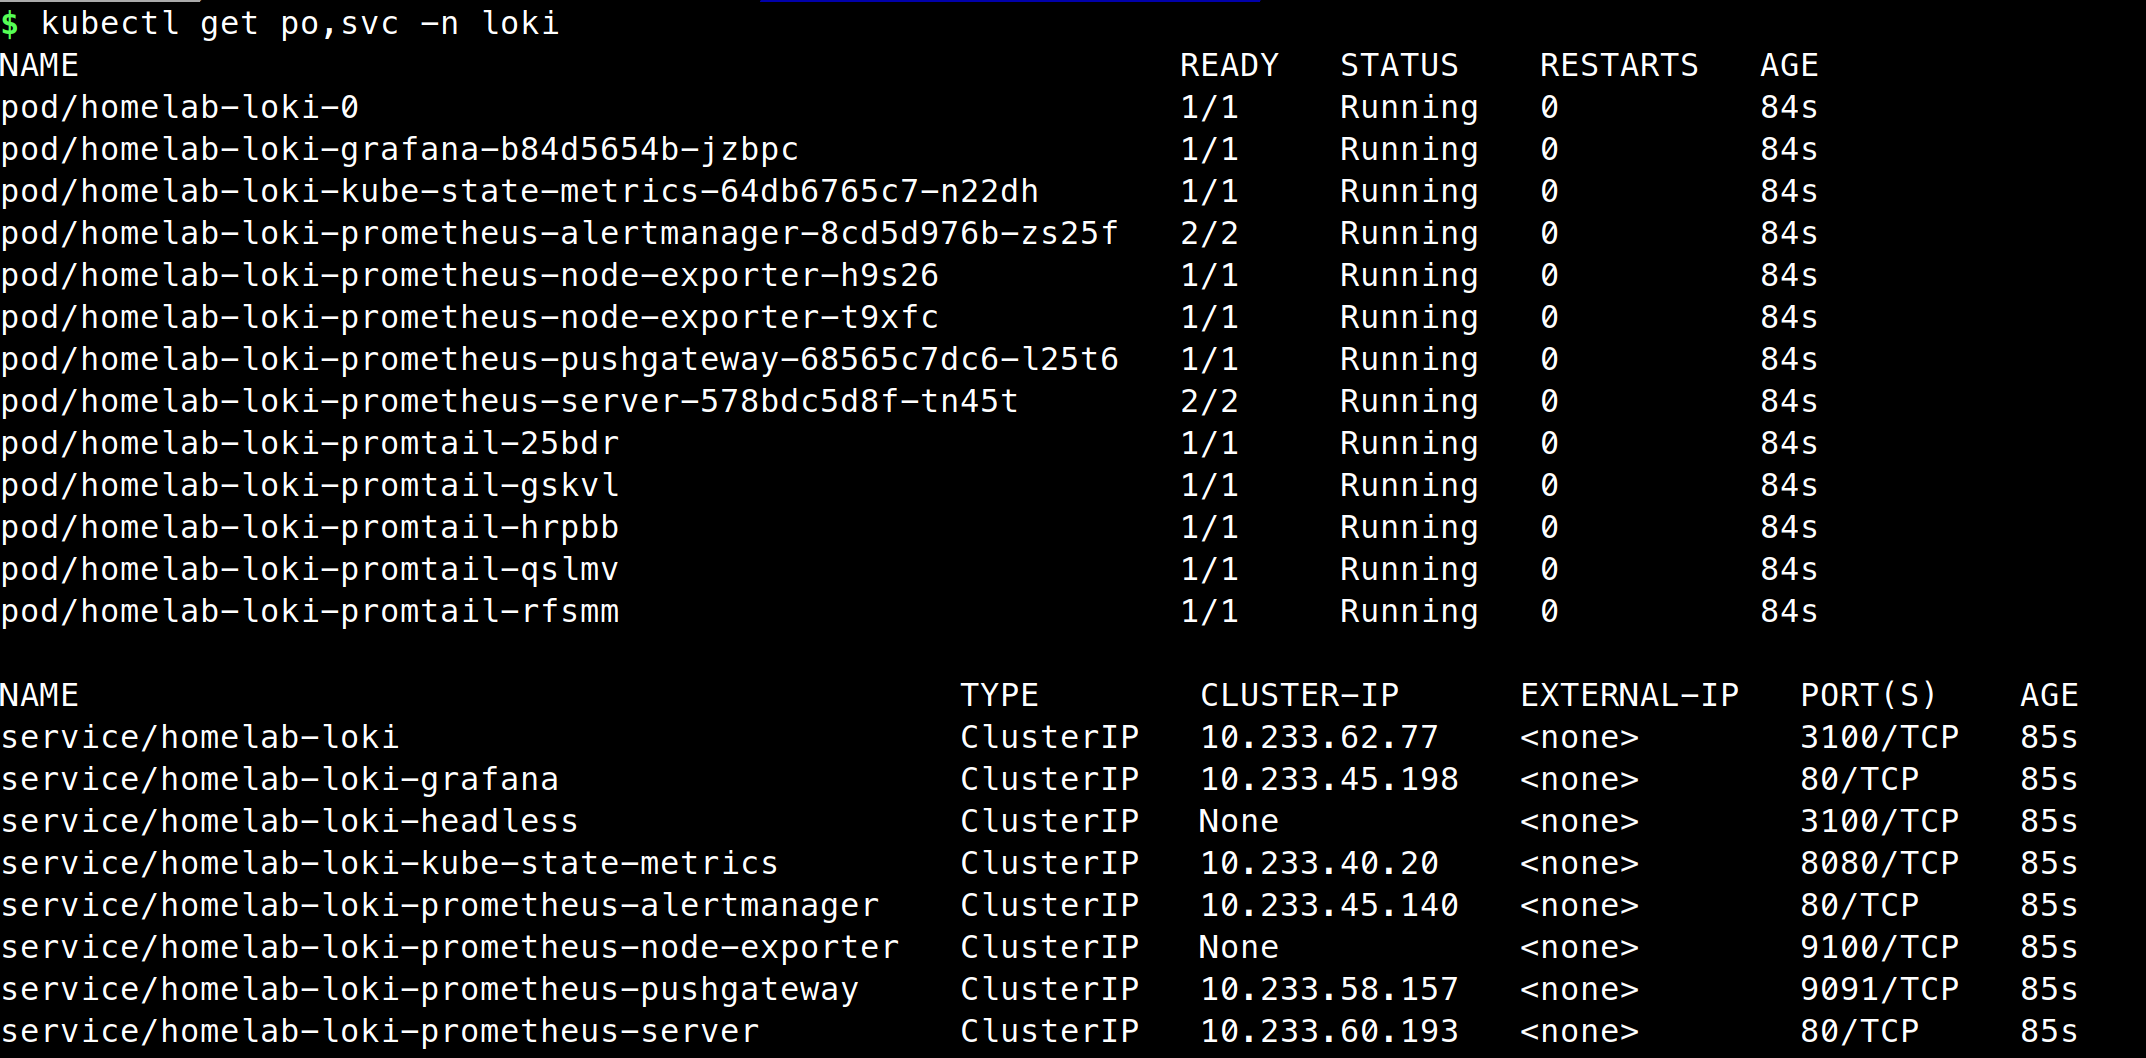 $ kubectl get po,svc -n loki
NAME READY STATUS RESTARTS AGE
pod/homelab-loki-0 1/1 Running 0 84s
pod/homelab-loki-grafana-b84d5654b-jzbpc 1/1 Running 0 84s
pod/homelab-loki-kube-state-metrics-64db6765c7-n22dh 1/1 Running 0 84s
pod/homelab-loki-prometheus-alertmanager-8cd5d976b-zs25f 2/2 Running 0 84s
pod/homelab-loki-prometheus-node-exporter-h9s26 1/1 Running 0 84s
pod/homelab-loki-prometheus-node-exporter-t9xfc 1/1 Running 0 84s
pod/homelab-loki-prometheus-pushgateway-68565c7dc6-l25t6 1/1 Running 0 84s
pod/homelab-loki-prometheus-server-578bdc5d8f-tn45t 2/2 Running 0 84s
pod/homelab-loki-promtail-25bdr 1/1 Running 0 84s
pod/homelab-loki-promtail-gskvl 1/1 Running 0 84s
pod/homelab-loki-promtail-hrpbb 1/1 Running 0 84s
pod/homelab-loki-promtail-qslmv 1/1 Running 0 84s
pod/homelab-loki-promtail-rfsmm 1/1 Running 0 84s
NAME TYPE CLUSTER-IP EXTERNAL-IP PORT(S) AGE
service/homelab-loki ClusterIP 10.233.62.77 <none> 3100/TCP 85s
service/homelab-loki-grafana ClusterIP 10.233.45.198 <none> 80/TCP 85s
service/homelab-loki-headless ClusterIP None <none> 3100/TCP 85s
service/homelab-loki-kube-state-metrics ClusterIP 10.233.40.20 <none> 8080/TCP 85s
service/homelab-loki-prometheus-alertmanager ClusterIP 10.233.45.140 <none> 80/TCP 85s
service/homelab-loki-prometheus-node-exporter ClusterIP None <none> 9100/TCP 85s
service/homelab-loki-prometheus-pushgateway ClusterIP 10.233.58.157 <none> 9091/TCP 85s
service/homelab-loki-prometheus-server ClusterIP 10.233.60.193 <none> 80/TCP 85s